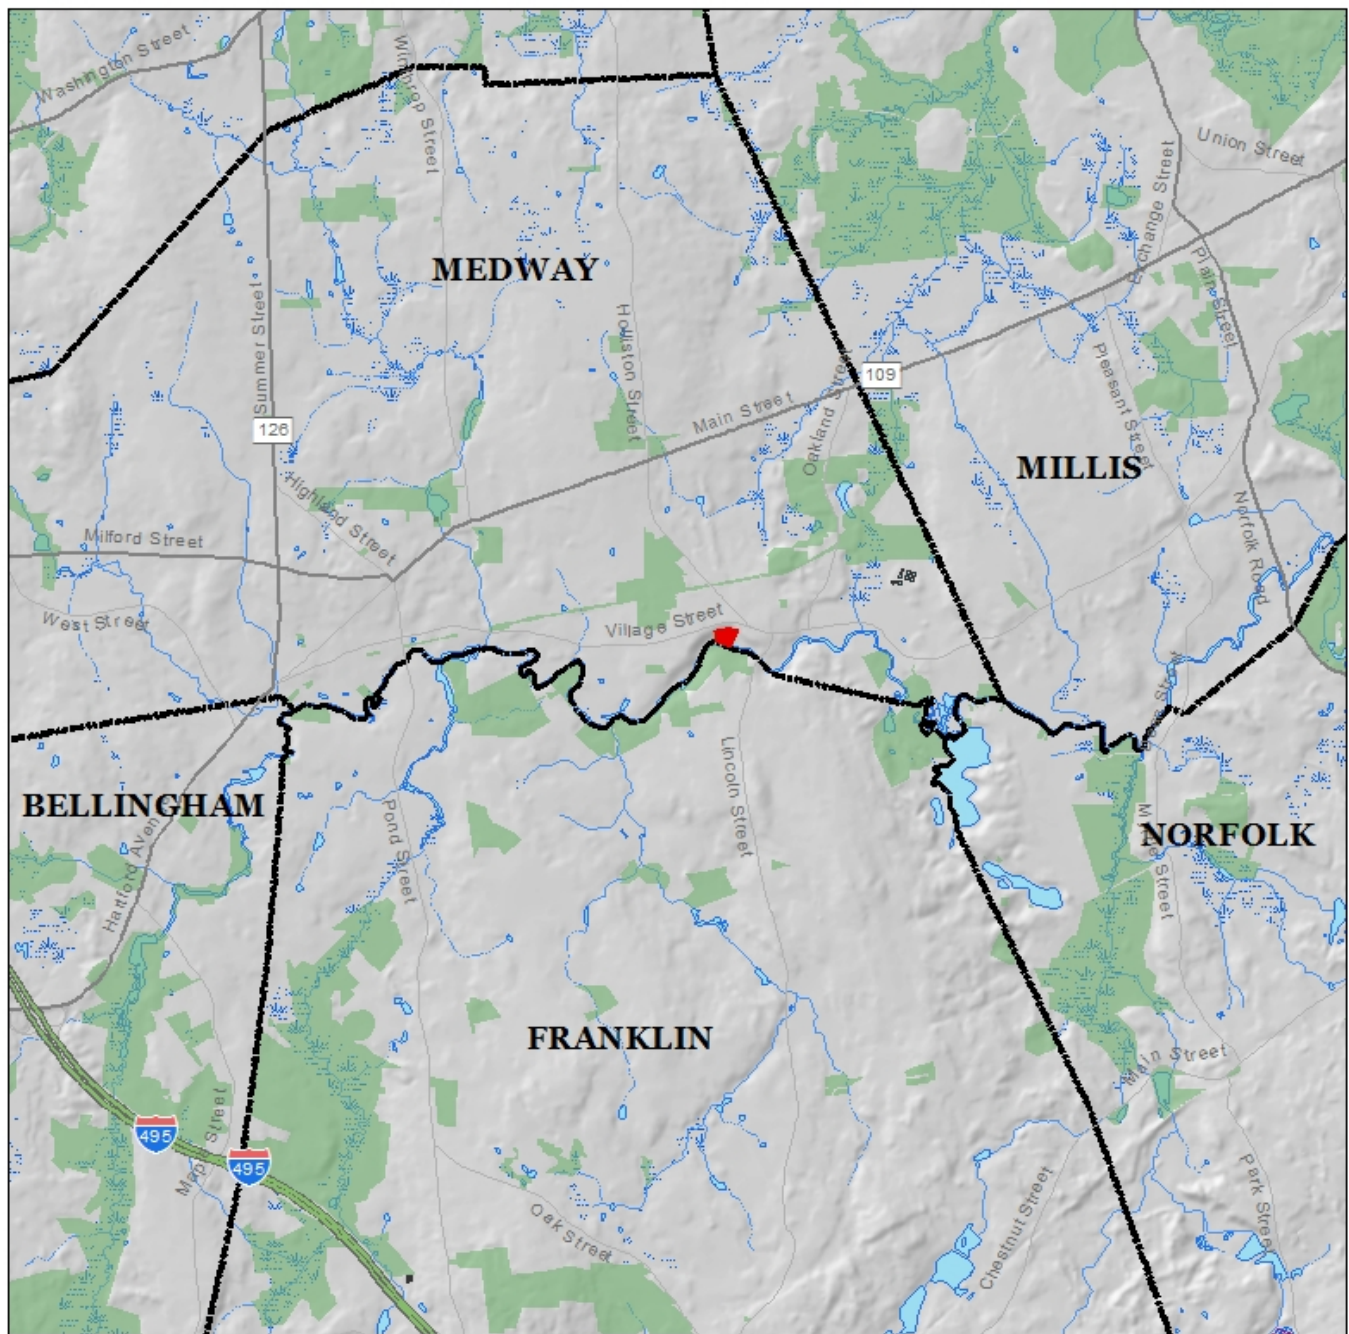 Washington Street
Winthrop Street
Union Street
Exchange Street
MEDWAY
Plain Street
Summer Street
Holliston Street
109
Oakland Street
Pleasant Street
Main Street
126
MILLIS
Highland Street
Norfolk Road
Milford Street
West Street
Village Street
Lincoln Street
BELLINGHAM
Pond Street
NORFOLK
Street
Hartford Aven
FRANKLIN
Main Street
495
Street
495
Park Street
Chestnut Street
Oak Street